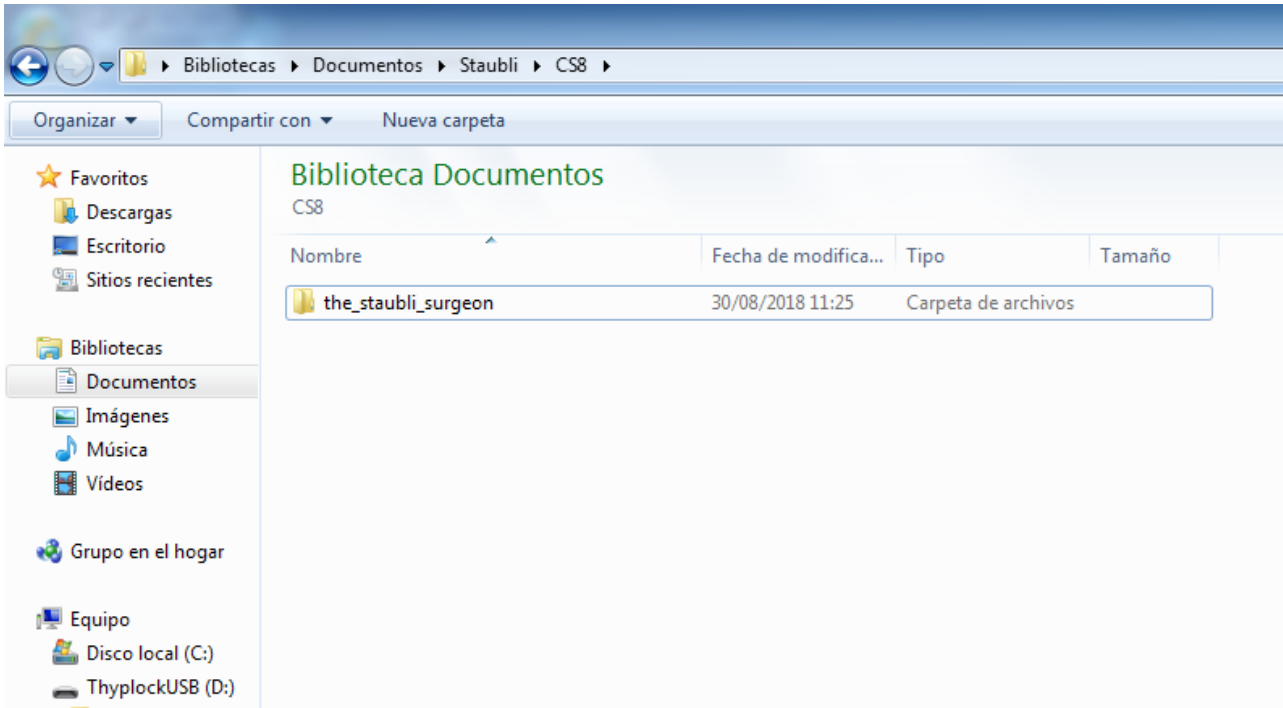 Bibliotecas Documentos Staubli CS8
Organizar Compartir con Nueva carpeta
Favoritos
Descargas
Escritorio
Sitios recientes
Bibliotecas
Documentos
Imágenes
Música
Vídeos
Grupo en el hogar
Equipo
Disco local (C:)
ThyplockUSB (D:)
Biblioteca Documentos
CS8
Nombre Fecha de modifica... Tipo Tamaño
the_staubli_surgeon 30/08/2018 11:25 Carpeta de archivos